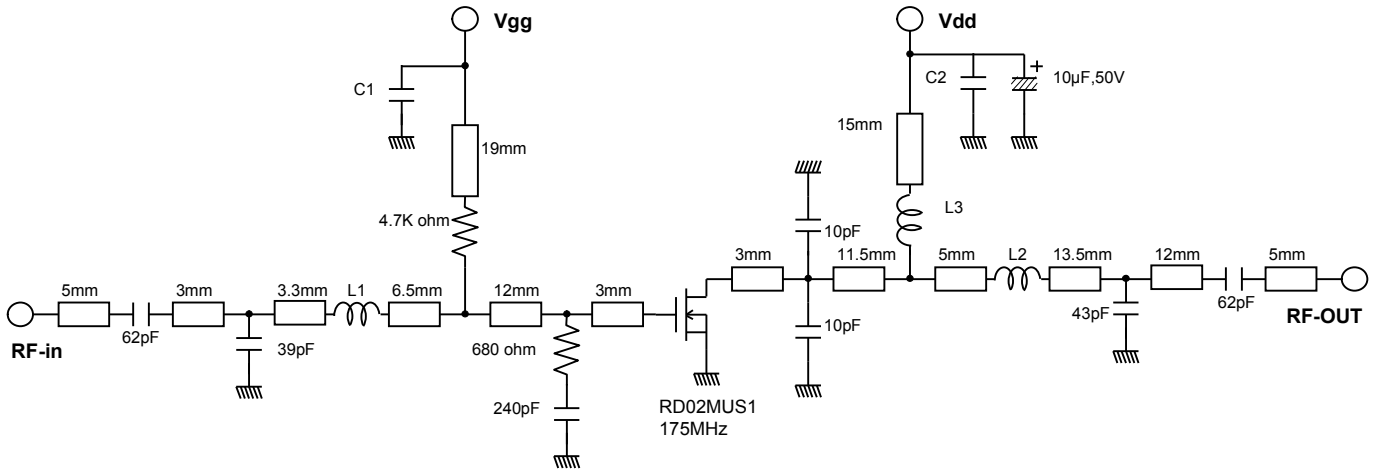 Vgg
Vdd
C1
C2
+
10µF,50V
19mm
15mm
4.7K ohm
L3
10pF
3mm
11.5mm
5mm
L2
13.5mm
12mm
5mm
5mm
3mm
3.3mm
L1
6.5mm
12mm
3mm
62pF
RF-in
62pF
39pF
680 ohm
10pF
43pF
RF-OUT
240pF
RD02MUS1
175MHz